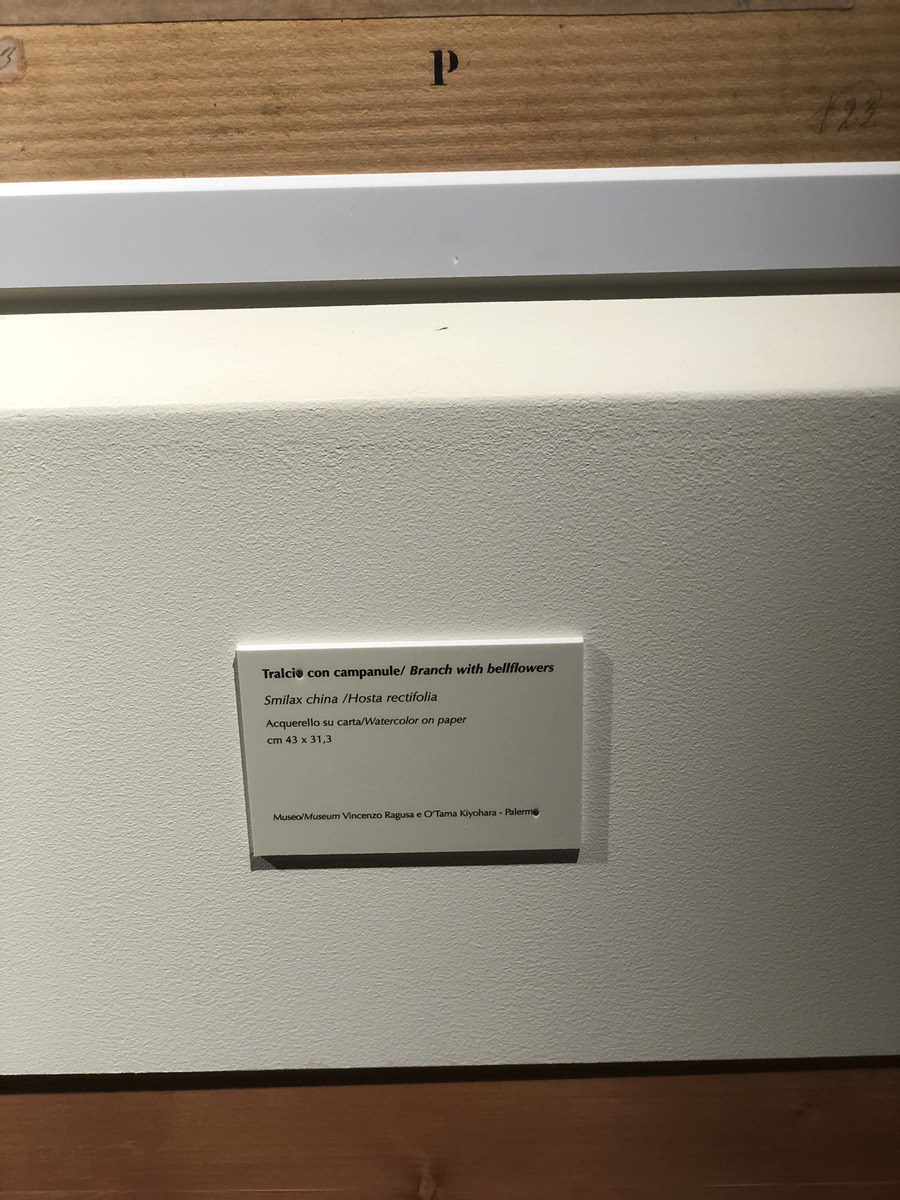 P
123
Tralcio con campanule/ Branch with bellflowers
Smilax china /Hosta rectifolia
Acquerello su carta/Watercolor on paper
cm 43 x 31,3
Museo/Museum Vincenzo Ragusa e O'Tama Kiyohara - Palermo